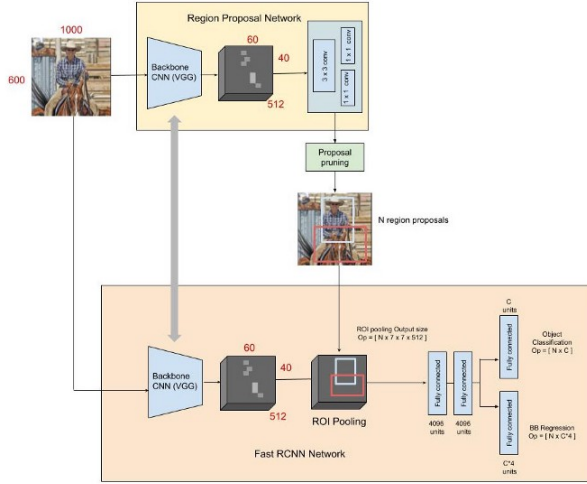 Region Proposal Network
1000
600
Backbone
CNN (VGG)
60
40
512
3 x 3 conv
1 x 1 conv
1 x 1 conv
Proposal
pruning
N region proposals
ROI pooling Output size
Op = [ N x 7 x 7 x 512 ]
Backbone
CNN (VGG)
60
40
512
ROI Pooling
4096
units
4096
units
Fully connected
Fully connected
C
units
Fully connected
Object
Classification
Op = [ N x C ]
Fully connected
BB Regression
Op = [ N x C*4 ]
C*4
units
Fast RCNN Network